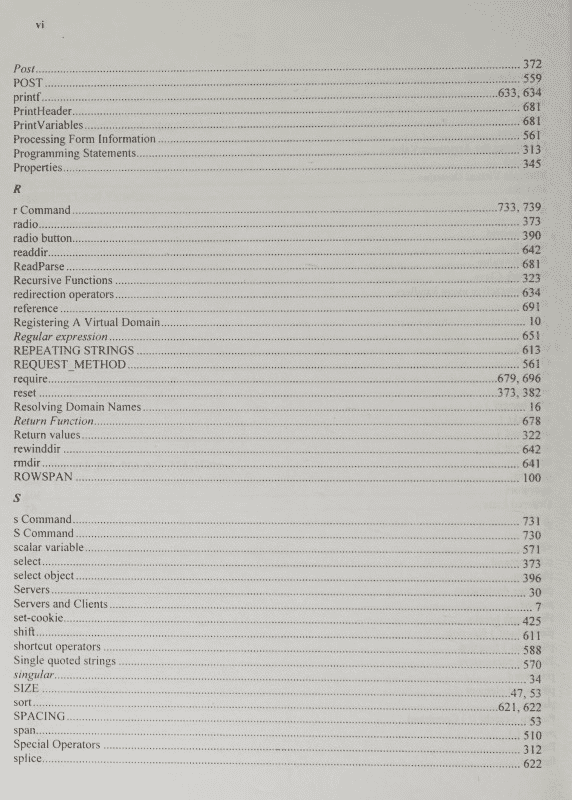 vi
Post 372
POST 559
printf 633, 634
PrintHeader 681
PrintVariables 681
Processing Form Information 561
Programming Statements 313
Properties 345
R
r Command 733, 739
radio 373
radio button 390
readdir 642
ReadParse 681
Recursive Functions 323
redirection operators 634
reference 691
Registering A Virtual Domain 10
Regular expression 651
REPEATING STRINGS 613
REQUEST_METHOD 561
require 679, 696
reset 373, 382
Resolving Domain Names 16
Return Function 678
Return values 322
rewinddir 642
rmdir 641
ROWSPAN 100
S
s Command 731
S Command 730
scalar variable 571
select 373
select object 396
Servers 30
Servers and Clients 7
set-cookie 425
shift 611
shortcut operators 588
Single quoted strings 570
singular 34
SIZE 47, 53
sort 621, 622
SPACING 53
span 510
Special Operators 312
splice 622